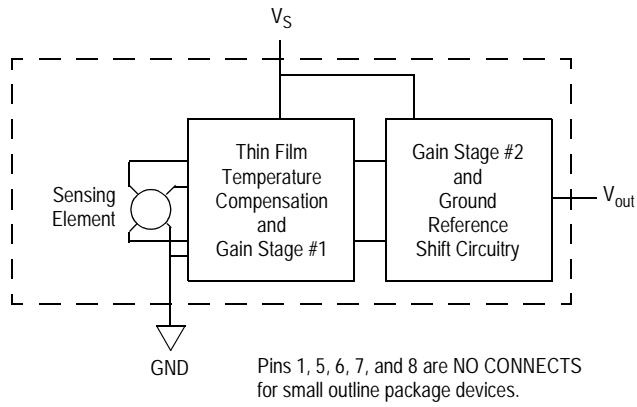 V_S
Thin Film
Temperature
Compensation
and
Gain Stage #1
Gain Stage #2
and
Ground
Reference
Shift Circuitry
Sensing
Element
V_out
GND
Pins 1, 5, 6, 7, and 8 are NO CONNECTS
for small outline package devices.